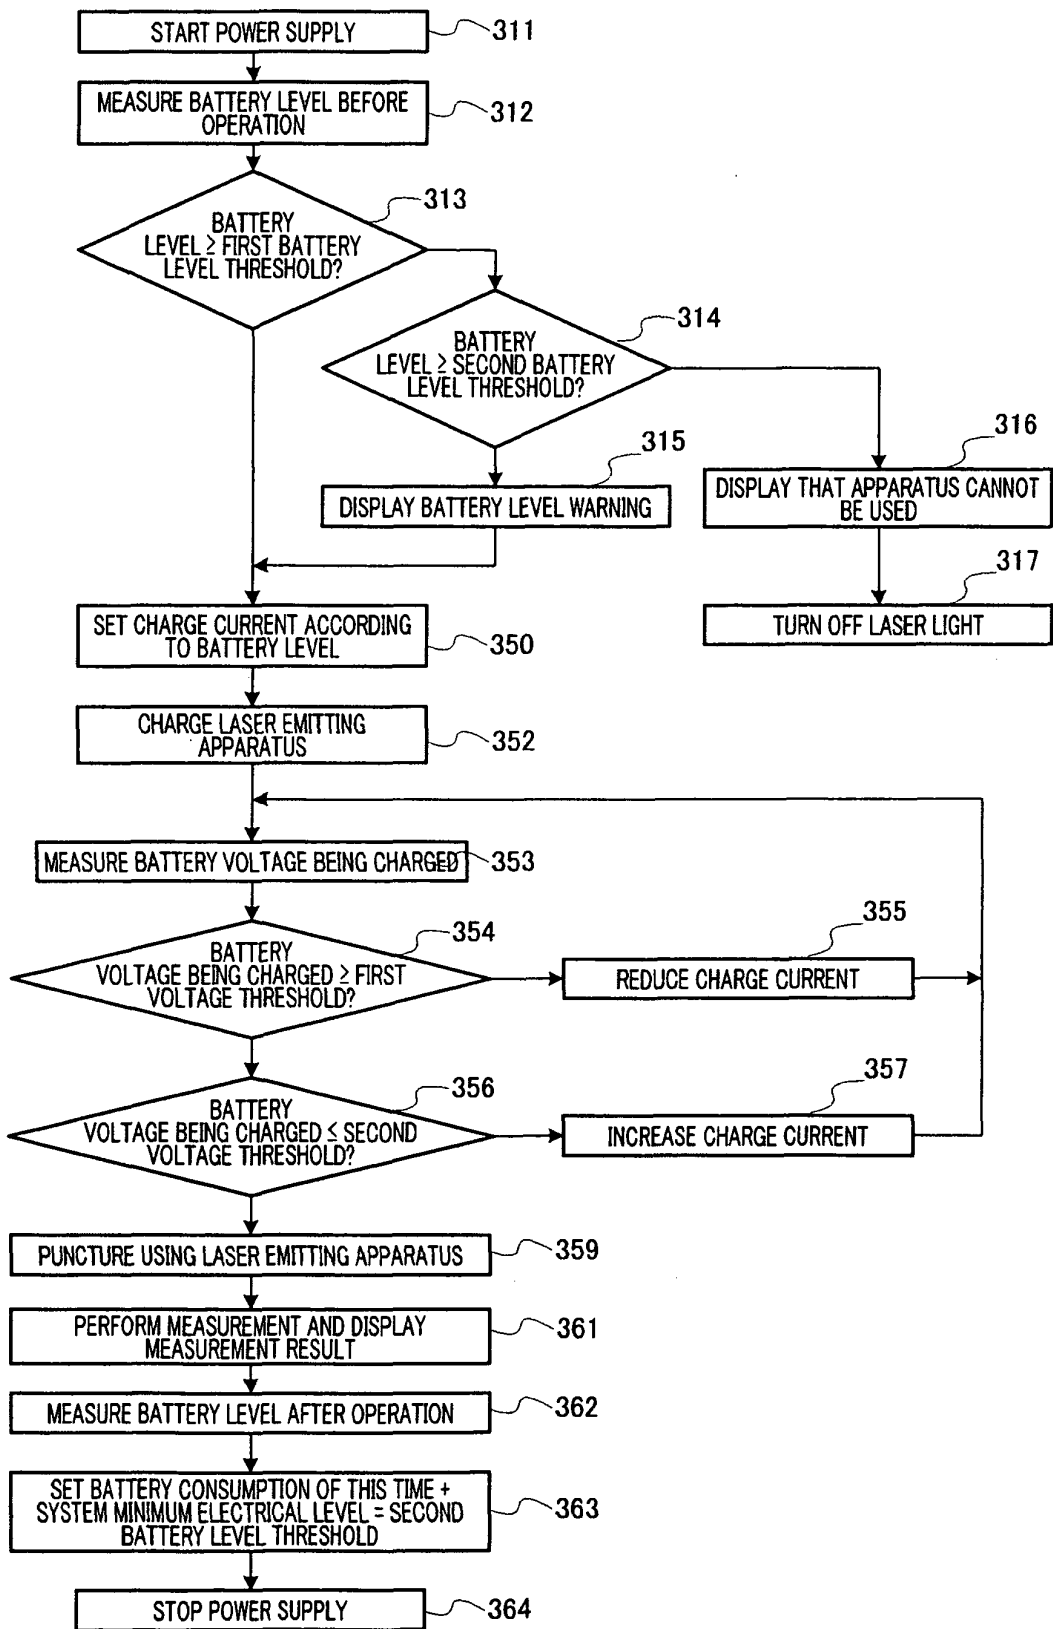 START POWER SUPPLY
311
MEASURE BATTERY LEVEL BEFORE
OPERATION
312
BATTERY
LEVEL ≥ FIRST BATTERY
LEVEL THRESHOLD?
313
BATTERY
LEVEL ≥ SECOND BATTERY
LEVEL THRESHOLD?
314
DISPLAY BATTERY LEVEL WARNING
315
DISPLAY THAT APPARATUS CANNOT
BE USED
316
TURN OFF LASER LIGHT
317
SET CHARGE CURRENT ACCORDING
TO BATTERY LEVEL
350
CHARGE LASER EMITTING
APPARATUS
352
MEASURE BATTERY VOLTAGE BEING CHARGED
353
BATTERY
VOLTAGE BEING CHARGED ≥ FIRST
VOLTAGE THRESHOLD?
354
REDUCE CHARGE CURRENT
355
BATTERY
VOLTAGE BEING CHARGED ≤ SECOND
VOLTAGE THRESHOLD?
356
INCREASE CHARGE CURRENT
357
PUNCTURE USING LASER EMITTING APPARATUS
359
PERFORM MEASUREMENT AND DISPLAY
MEASUREMENT RESULT
361
MEASURE BATTERY LEVEL AFTER OPERATION
362
SET BATTERY CONSUMPTION OF THIS TIME +
SYSTEM MINIMUM ELECTRICAL LEVEL = SECOND
BATTERY LEVEL THRESHOLD
363
STOP POWER SUPPLY
364